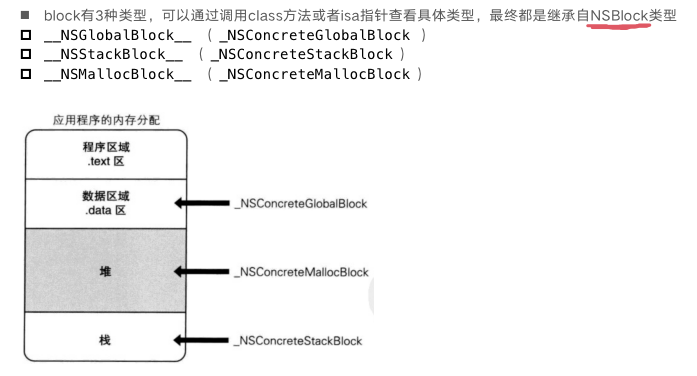 block有3种类型，可以通过调用class方法或者isa指针查看具体类型，最终都是继承自NSBlock类型
__NSGlobalBlock__ （ _NSConcreteGlobalBlock ）
__NSStackBlock__ （ _NSConcreteStackBlock ）
__NSMallocBlock__ （ _NSConcreteMallocBlock ）
应用程序的内存分配
程序区域
.text 区
数据区域
.data 区
_NSConcreteGlobalBlock
堆
_NSConcreteMallocBlock
栈
_NSConcreteStackBlock